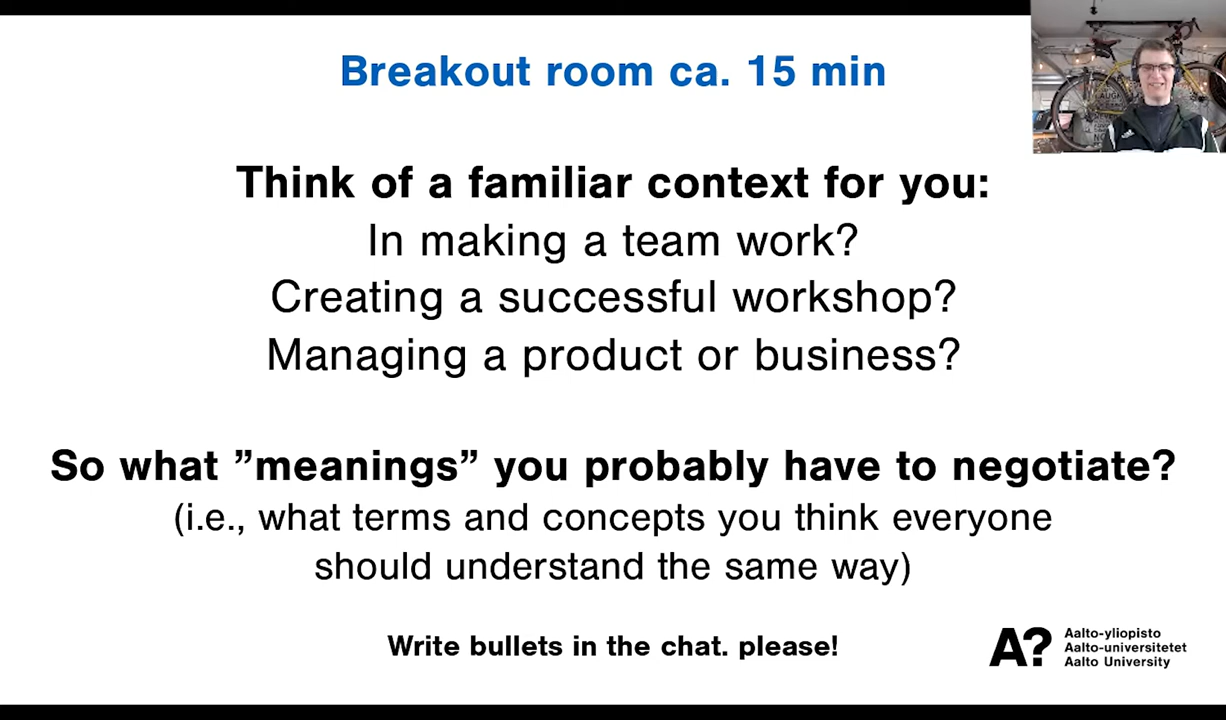 Breakout room ca. 15 min
Think of a familiar context for you:
In making a team work?
Creating a successful workshop?
Managing a product or business?
So what ”meanings” you probably have to negotiate?
(i.e., what terms and concepts you think everyone
should understand the same way)
Write bullets in the chat. please!
A?
Aalto-yliopisto
Aalto-universitetet
Aalto University